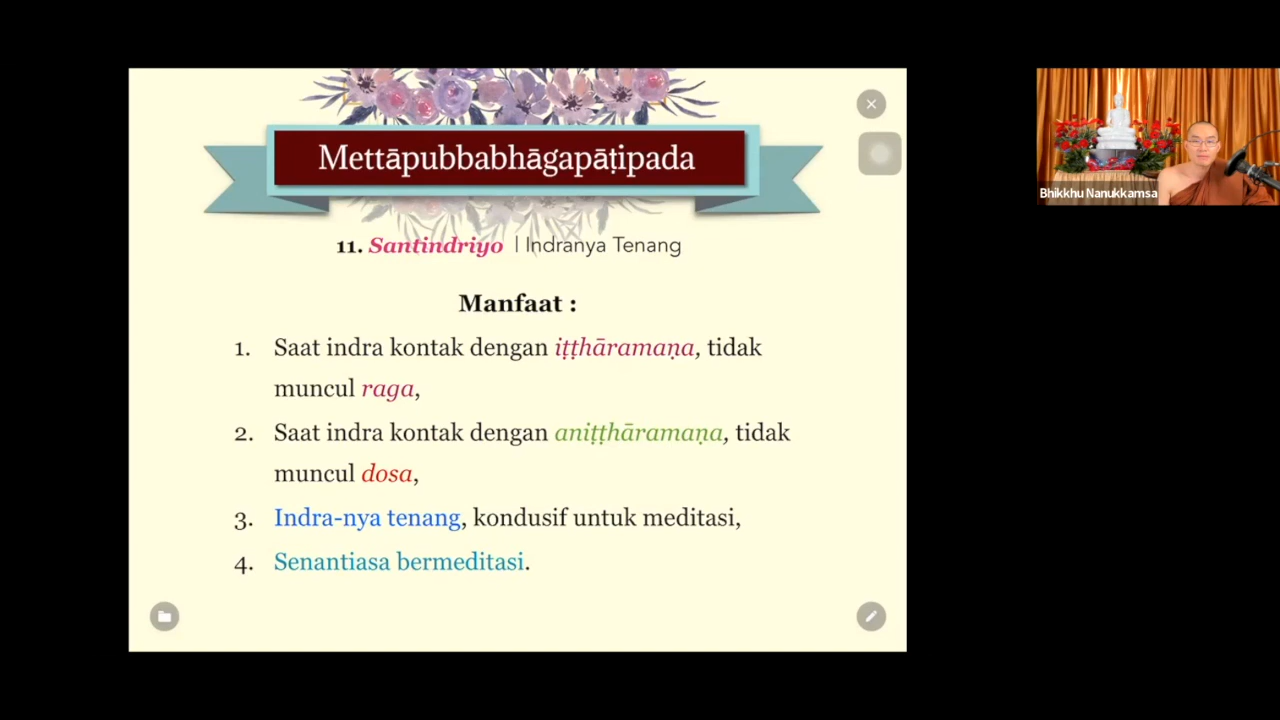 Mettāpubbabhāgapāṭipada
11. Santindriyo | Indranya Tenang
Manfaat :
1. Saat indra kontak dengan iṭṭhāramaṇa, tidak
muncul raga,
2. Saat indra kontak dengan aniṭṭhāramaṇa, tidak
muncul dosa,
3. Indra-nya tenang, kondusif untuk meditasi,
4. Senantiasa bermeditasi.
Bhikkhu Nanukkamsa